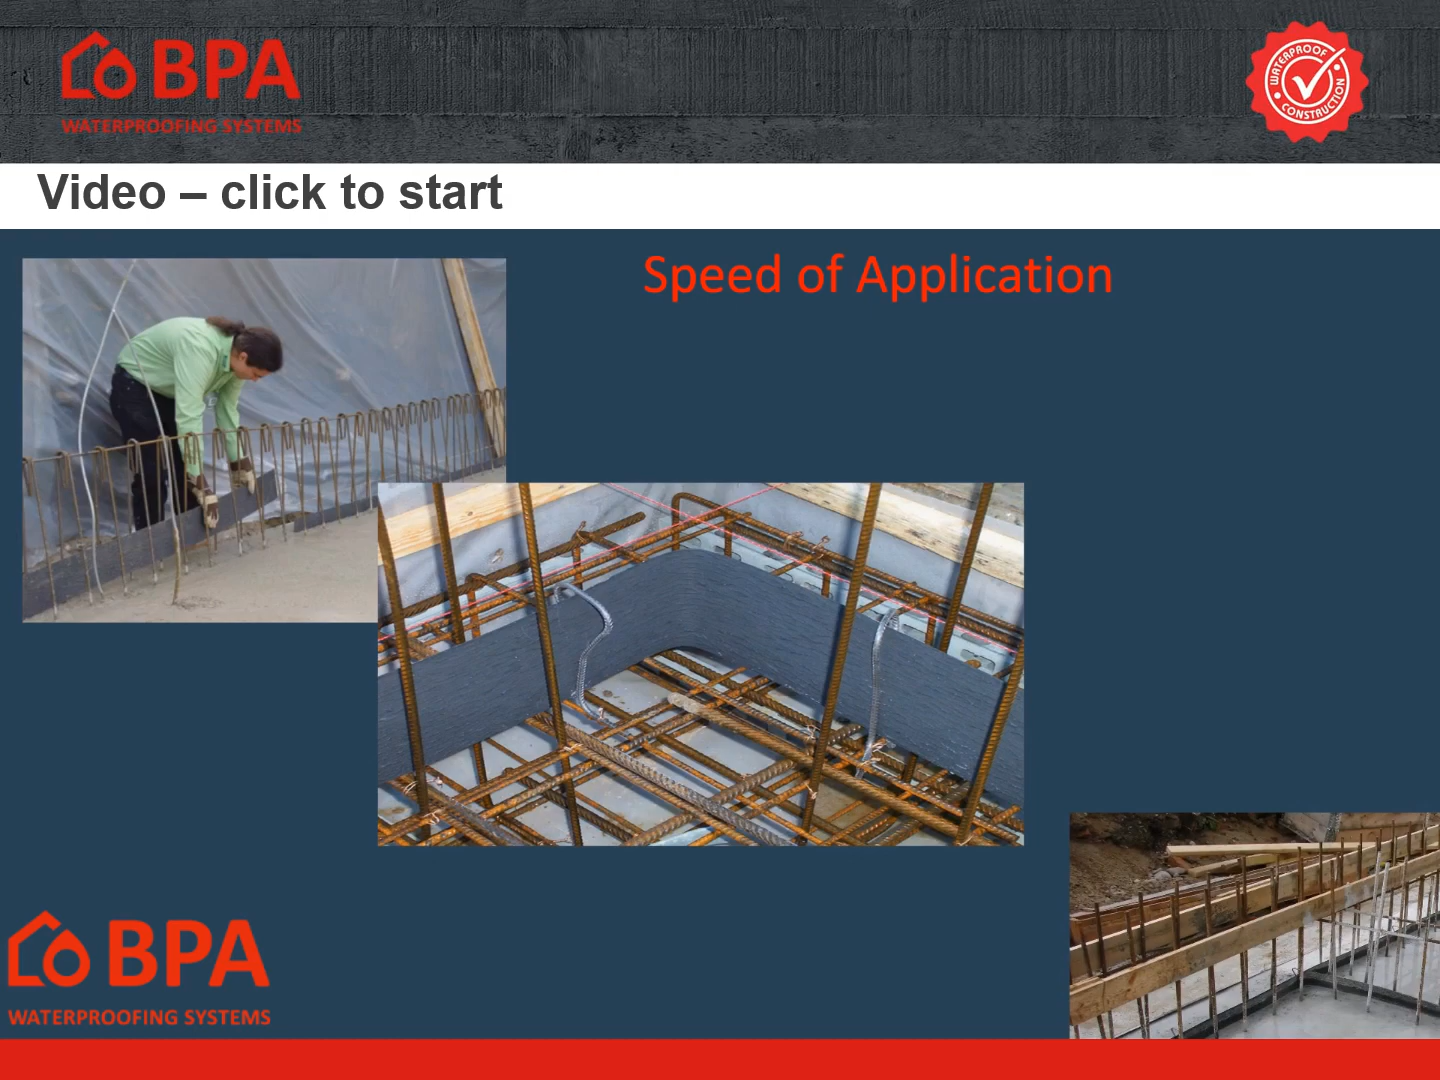 BPA
WATERPROOFING SYSTEMS
WATERPROOF
CONSTRUCTION
Video – click to start
Speed of Application
BPA
WATERPROOFING SYSTEMS